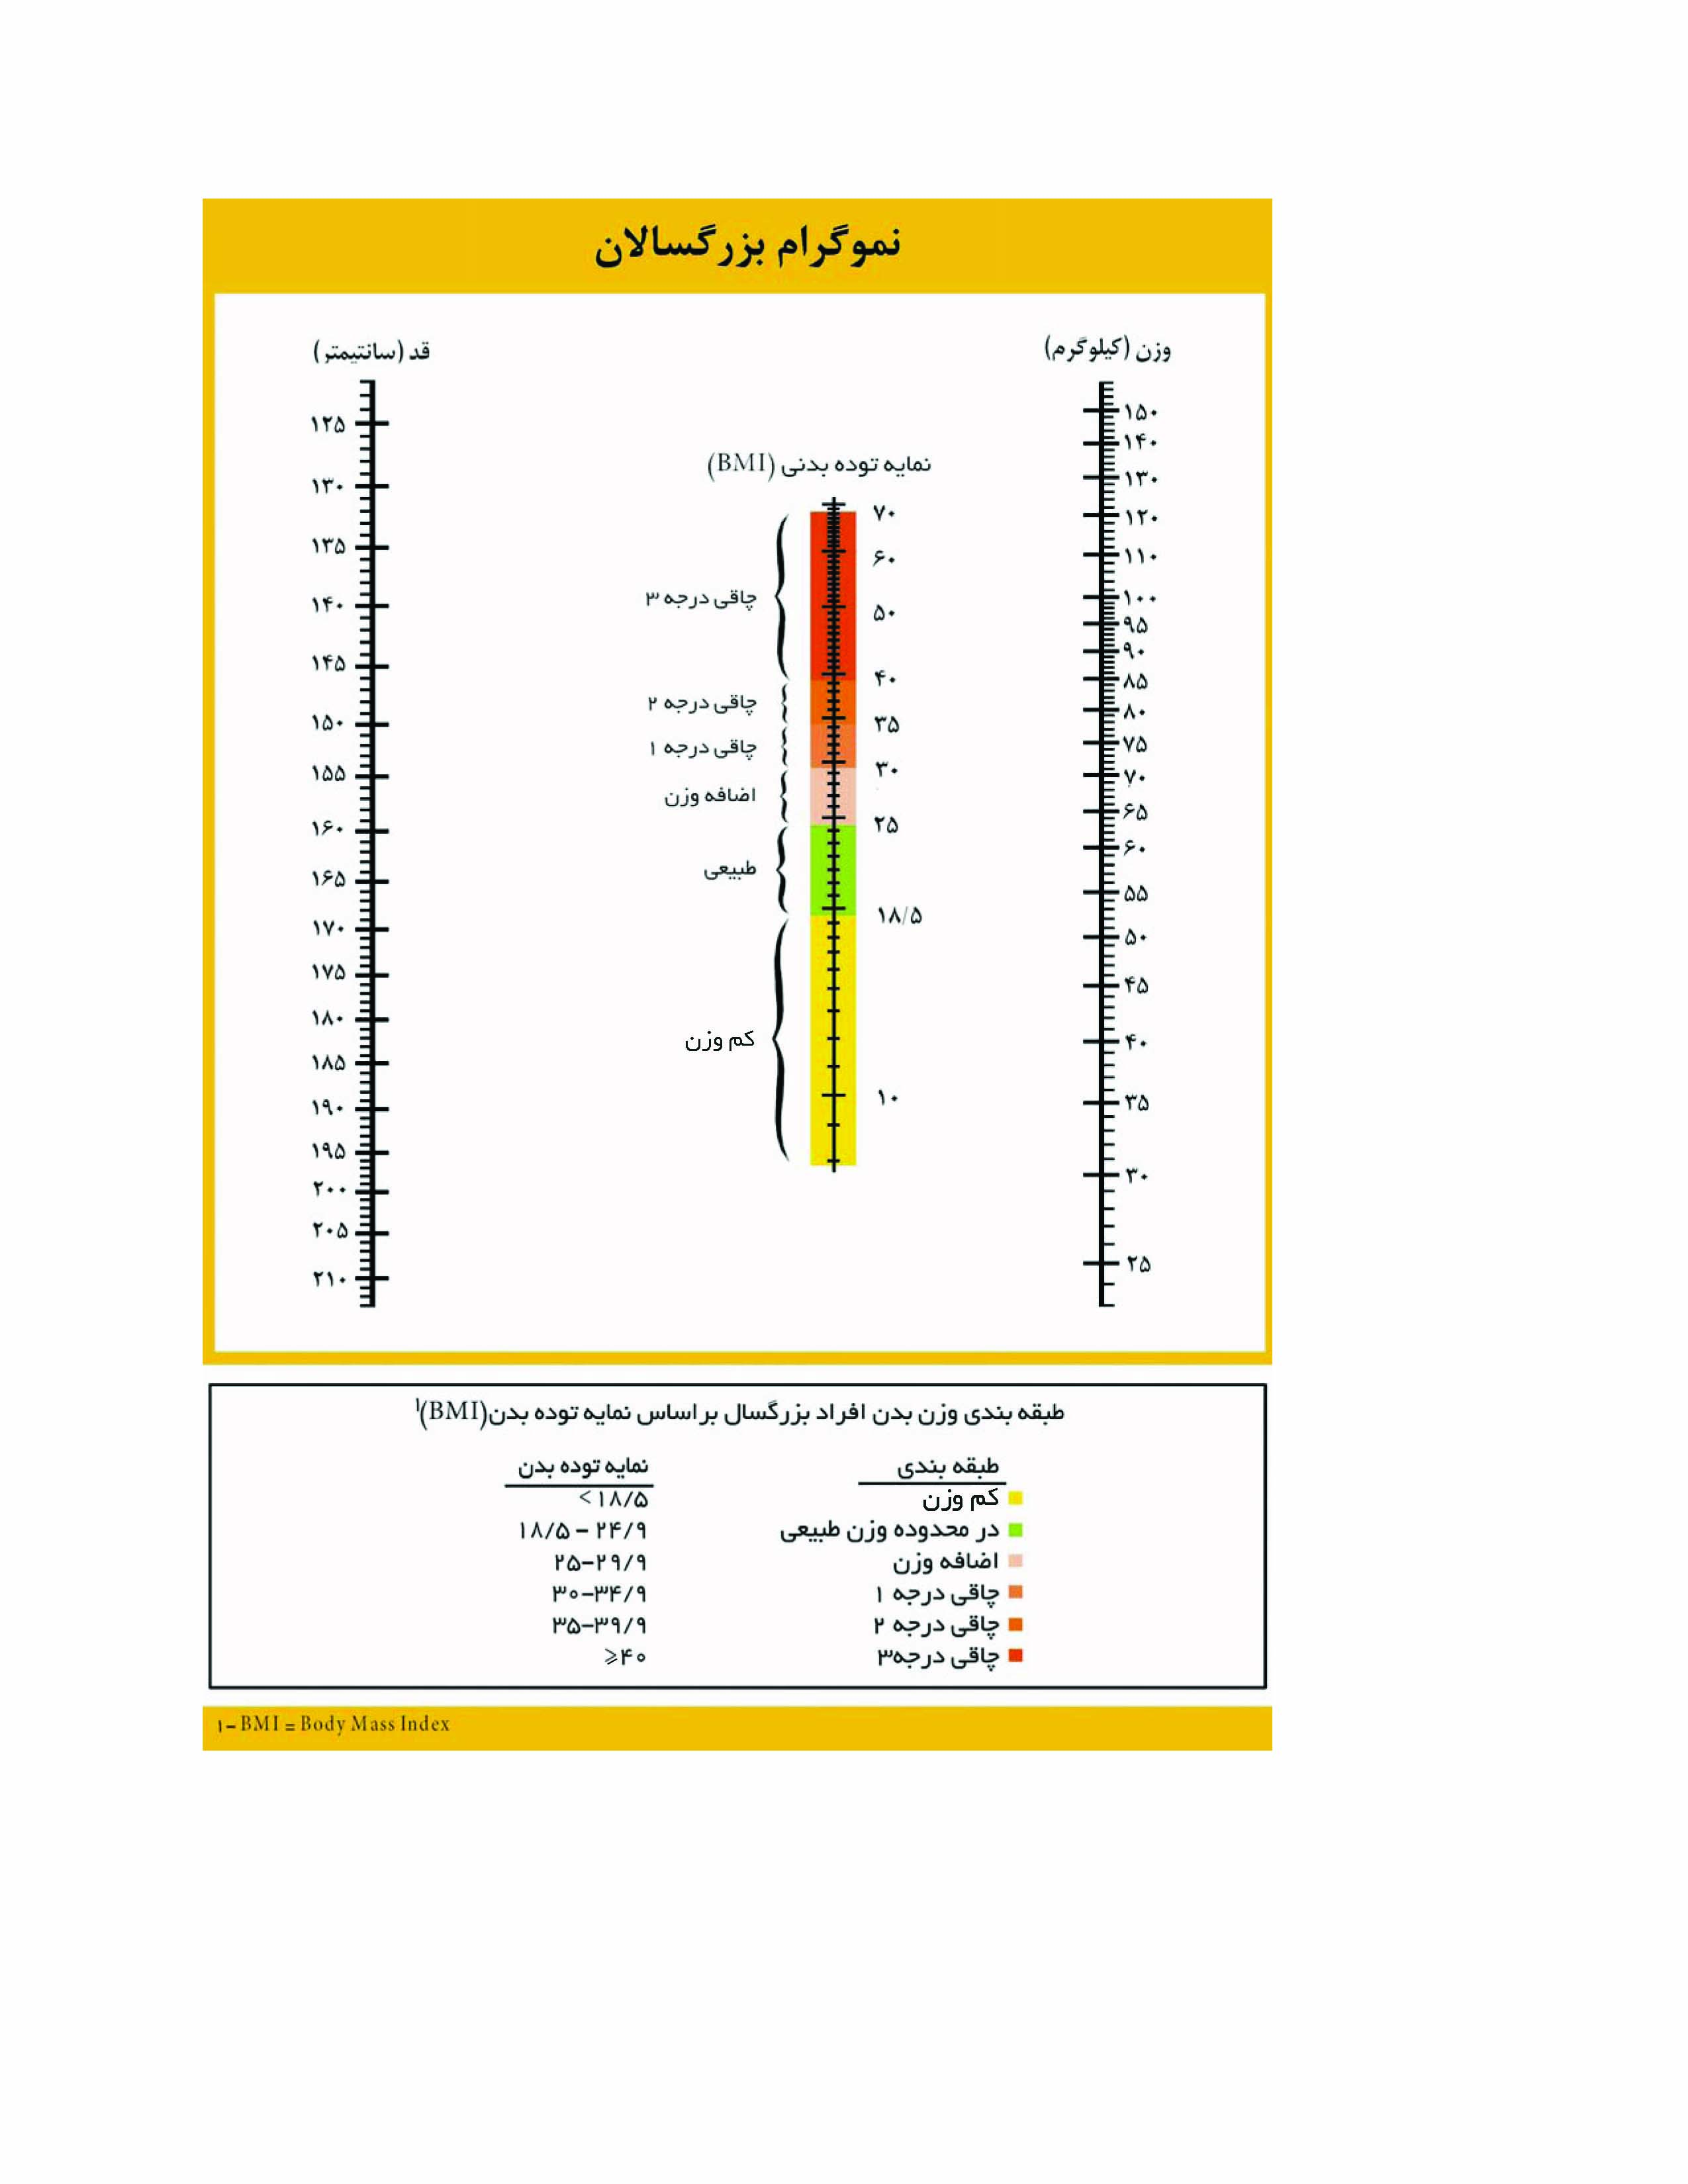 نموگرام بزرگسالان
وزن (کیلوگرم)
۱۵۰
۱۴۰
۱۳۰
۱۲۰
۱۱۰
۱۰۰
۹۵
۹۰
۸۵
۸۰
۷۵
۷۰
۶۵
۶۰
۵۵
۵۰
۴۵
۴۰
۳۵
۳۰
۲۵
نمایه توده بدنی (BMI)
۷۰
۶۰
۵۰
۴۰
۳۵
۳۰
۲۵
۱۸/۵
۱۰
چاقی درجه ۳
چاقی درجه ۲
چاقی درجه ۱
اضافه وزن
طبیعی
کم وزن
قد (سانتیمتر)
۱۲۵
۱۳۰
۱۳۵
۱۴۰
۱۴۵
۱۵۰
۱۵۵
۱۶۰
۱۶۵
۱۷۰
۱۷۵
۱۸۰
۱۸۵
۱۹۰
۱۹۵
۲۰۰
۲۰۵
۲۱۰
طبقه بندی وزن بدن افراد بزرگسال بر اساس نمایه توده بدن(BMI)۱
طبقه بندی نمایه توده بدن
کم وزن <۱۸/۵
در محدوده وزن طبیعی ۱۸/۵ – ۲۴/۹
اضافه وزن ۲۵–۲۹/۹
چاقی درجه ۱ ۳۰–۳۴/۹
چاقی درجه ۲ ۳۵–۳۹/۹
چاقی درجه۳ ≥۴۰
۱– BMI = Body Mass Index